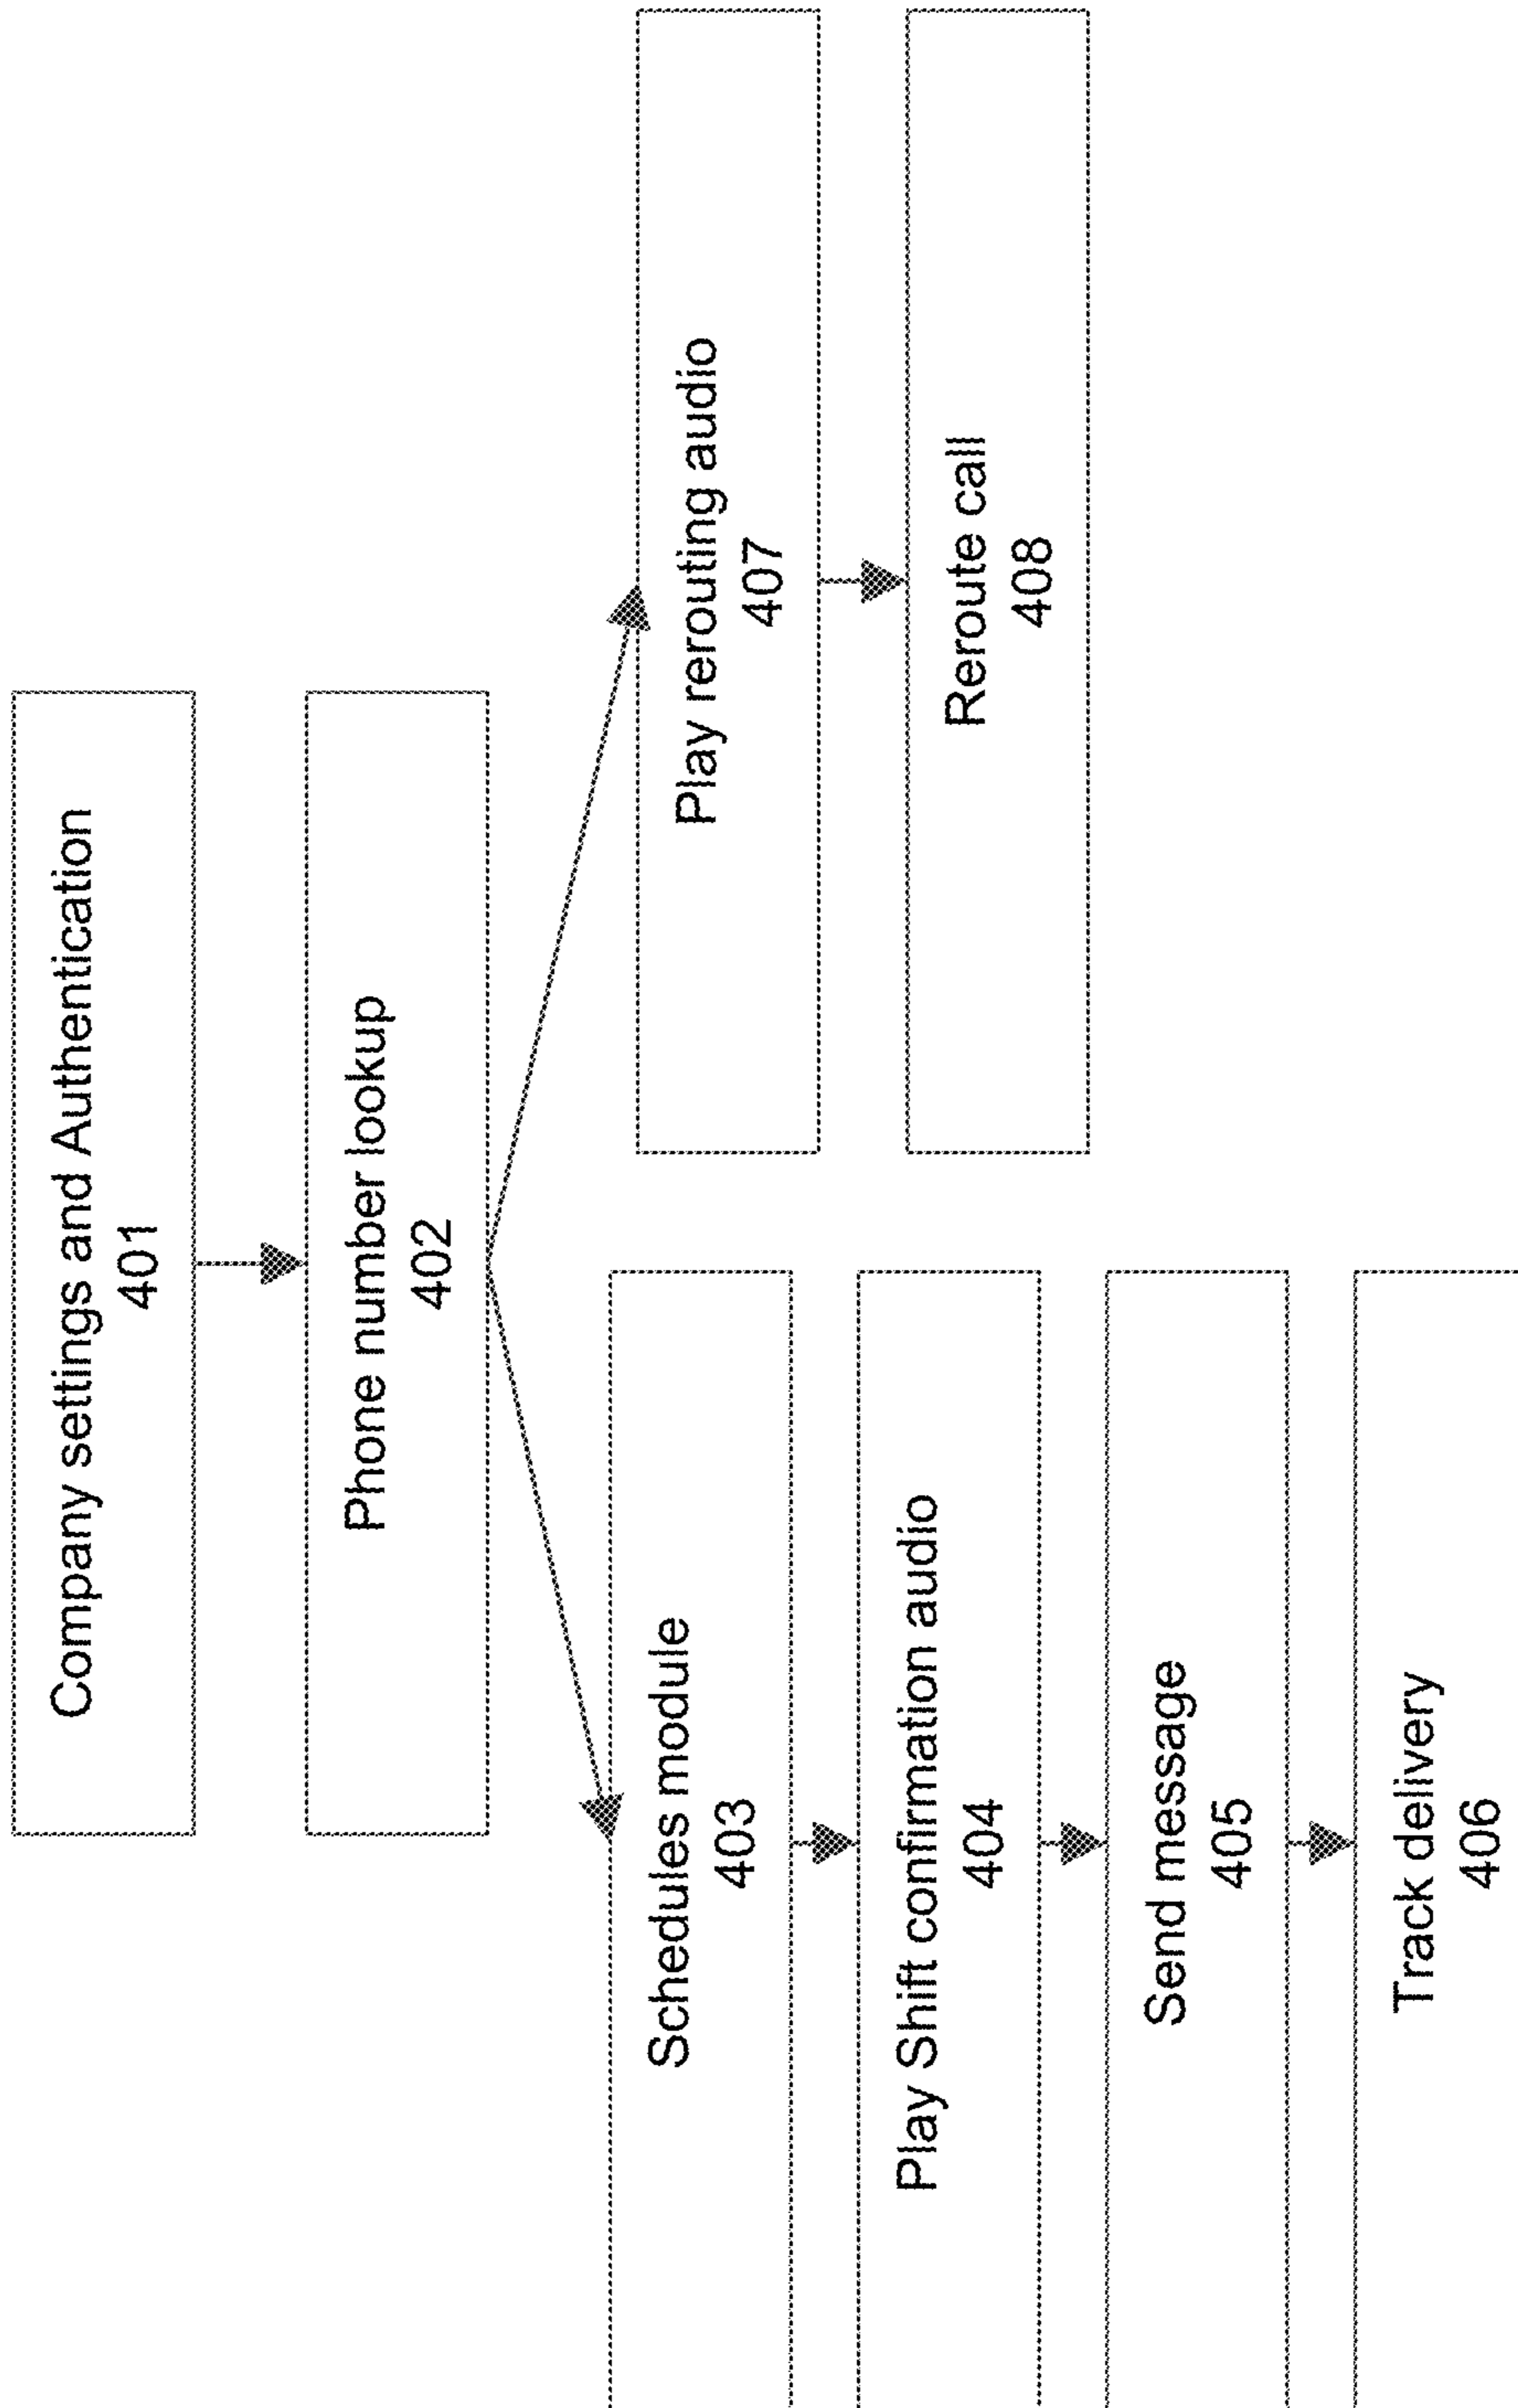 Company settings and Authentication
401
Phone number lookup
402
Schedules module
403
Play Shift confirmation audio
404
Send message
405
Track delivery
406
Play rerouting audio
407
Reroute call
408